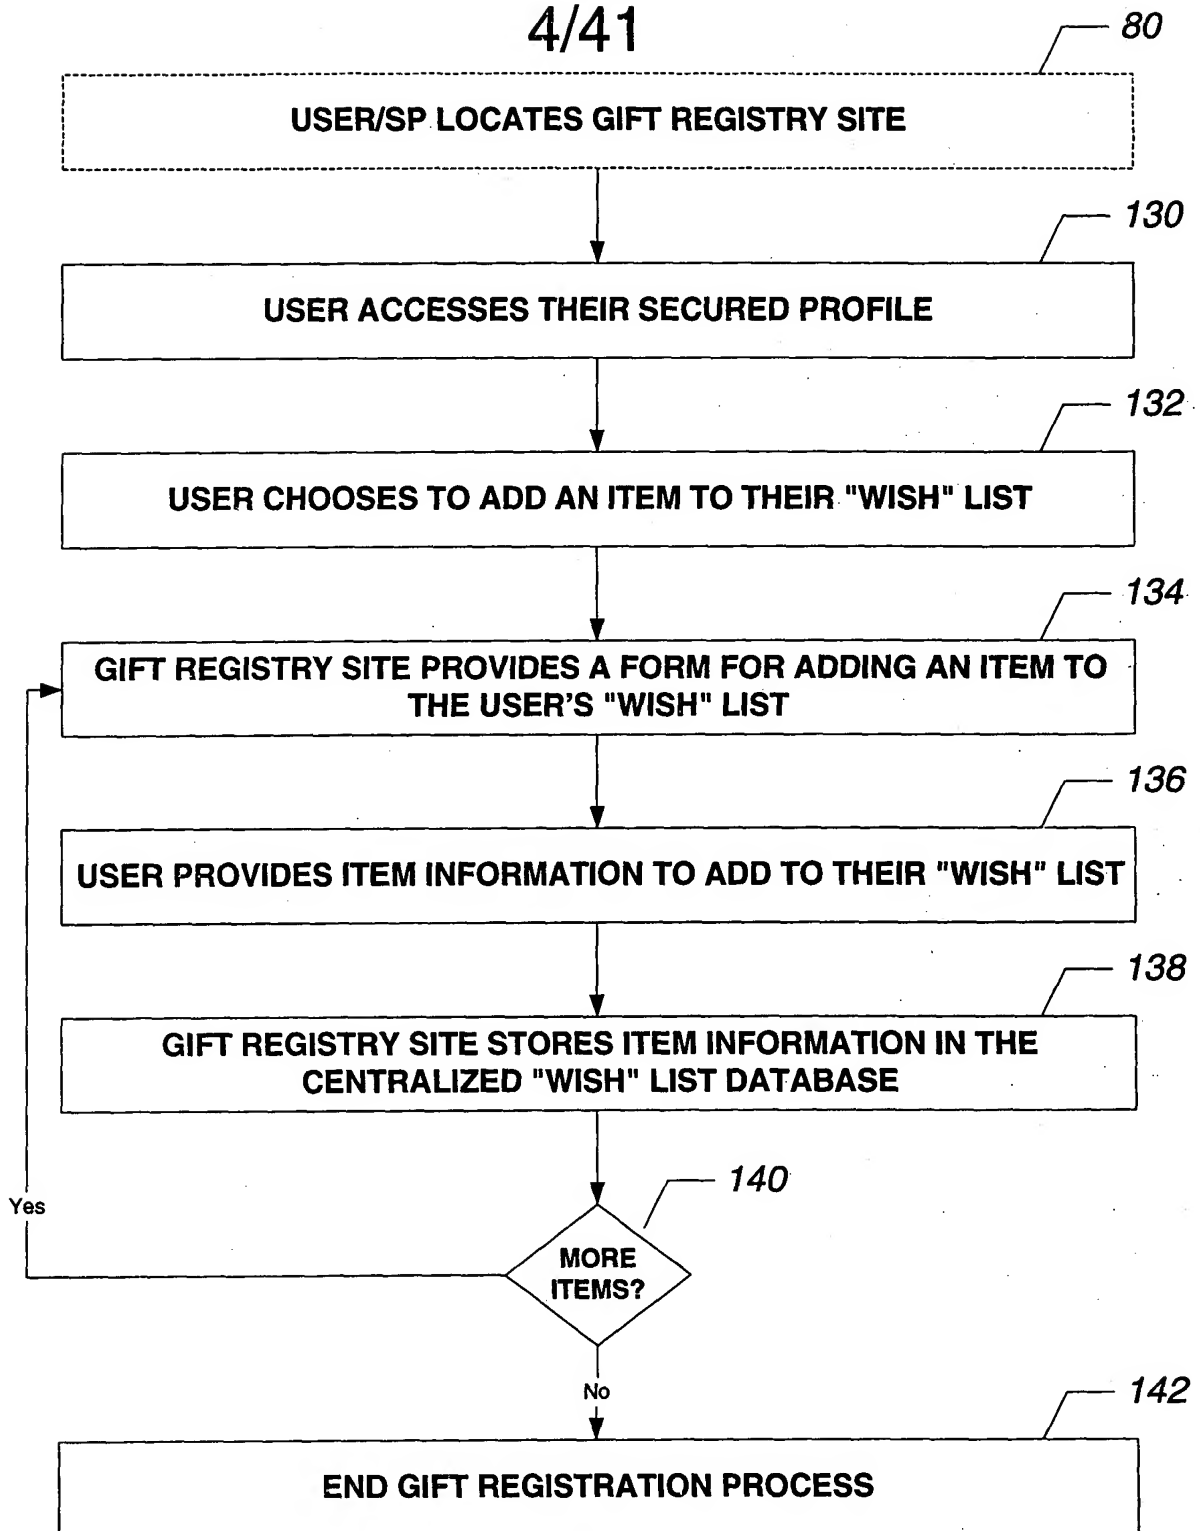 4/41
80
USER/SP LOCATES GIFT REGISTRY SITE
130
USER ACCESSES THEIR SECURED PROFILE
132
USER CHOOSES TO ADD AN ITEM TO THEIR "WISH" LIST
134
GIFT REGISTRY SITE PROVIDES A FORM FOR ADDING AN ITEM TO
THE USER'S "WISH" LIST
136
USER PROVIDES ITEM INFORMATION TO ADD TO THEIR "WISH" LIST
138
GIFT REGISTRY SITE STORES ITEM INFORMATION IN THE
CENTRALIZED "WISH" LIST DATABASE
140
Yes
MORE
ITEMS?
No
142
END GIFT REGISTRATION PROCESS